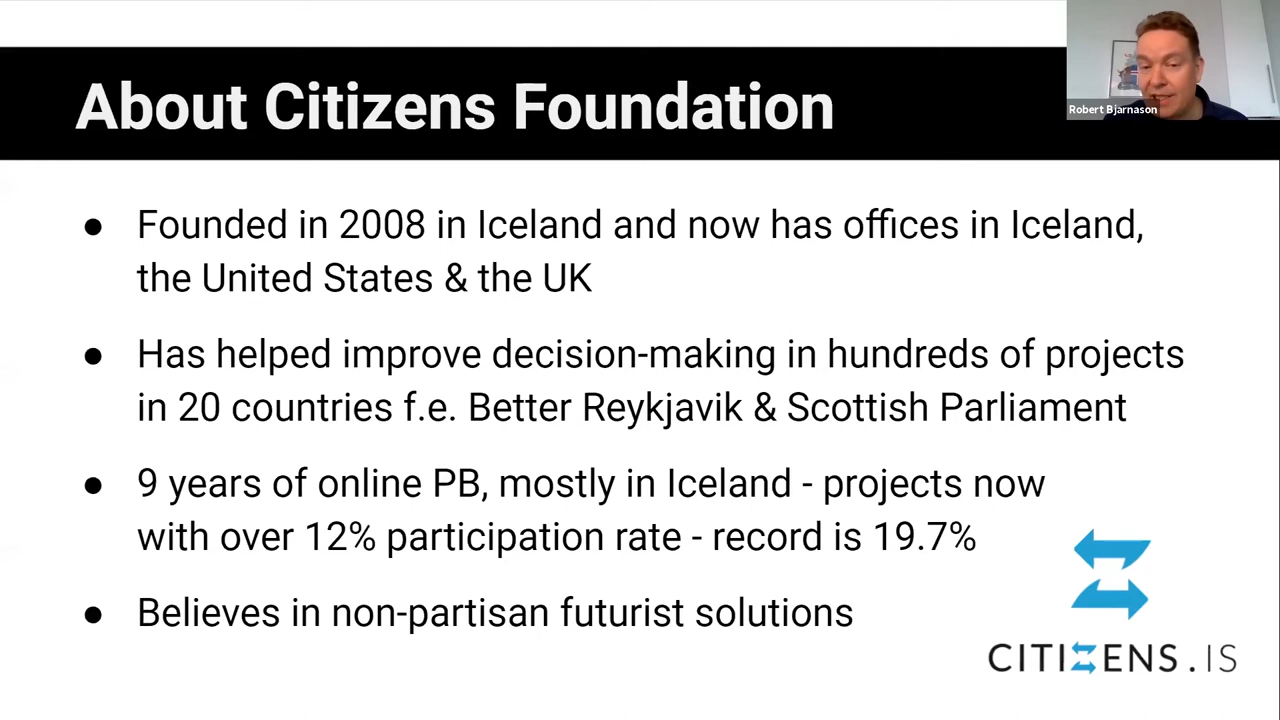 About Citizens Foundation
Robert Bjarnason
● Founded in 2008 in Iceland and now has offices in Iceland,
the United States & the UK
● Has helped improve decision-making in hundreds of projects
in 20 countries f.e. Better Reykjavik & Scottish Parliament
● 9 years of online PB, mostly in Iceland - projects now
with over 12% participation rate - record is 19.7%
● Believes in non-partisan futurist solutions
CITIZENS.IS